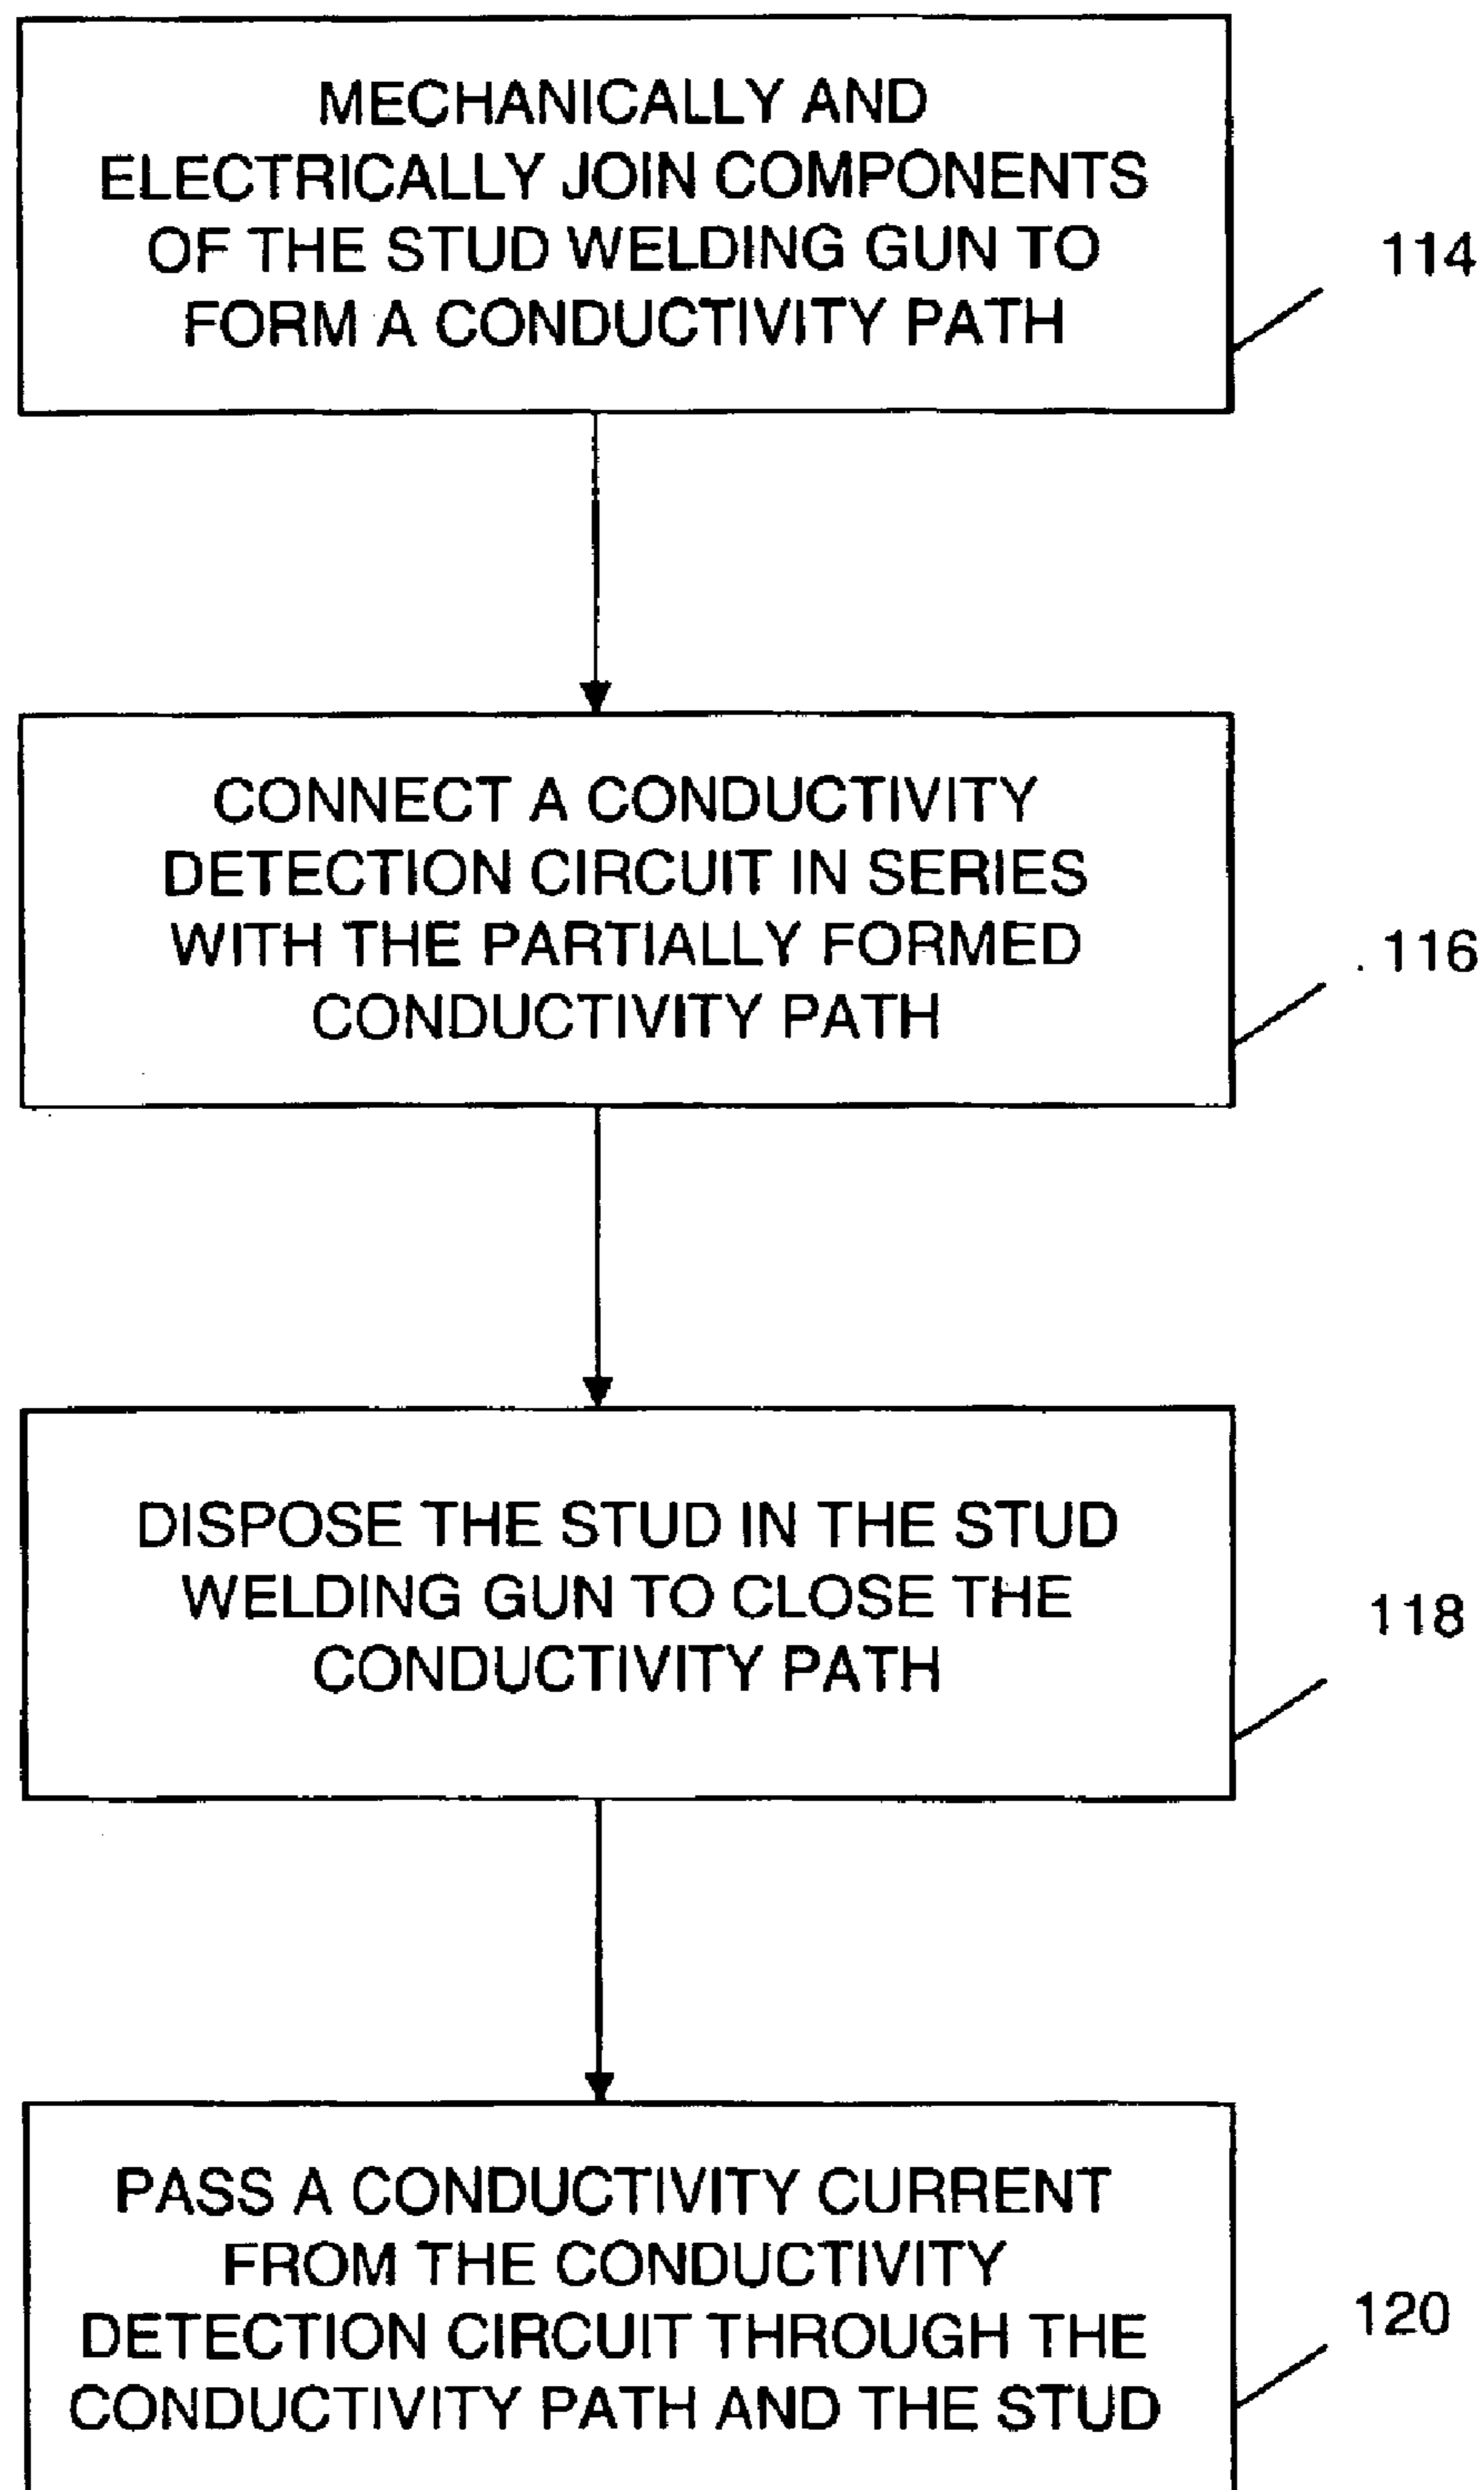 MECHANICALLY AND
ELECTRICALLY JOIN COMPONENTS
OF THE STUD WELDING GUN TO
FORM A CONDUCTIVITY PATH
114
CONNECT A CONDUCTIVITY
DETECTION CIRCUIT IN SERIES
WITH THE PARTIALLY FORMED
CONDUCTIVITY PATH
116
DISPOSE THE STUD IN THE STUD
WELDING GUN TO CLOSE THE
CONDUCTIVITY PATH
118
PASS A CONDUCTIVITY CURRENT
FROM THE CONDUCTIVITY
DETECTION CIRCUIT THROUGH THE
CONDUCTIVITY PATH AND THE STUD
120